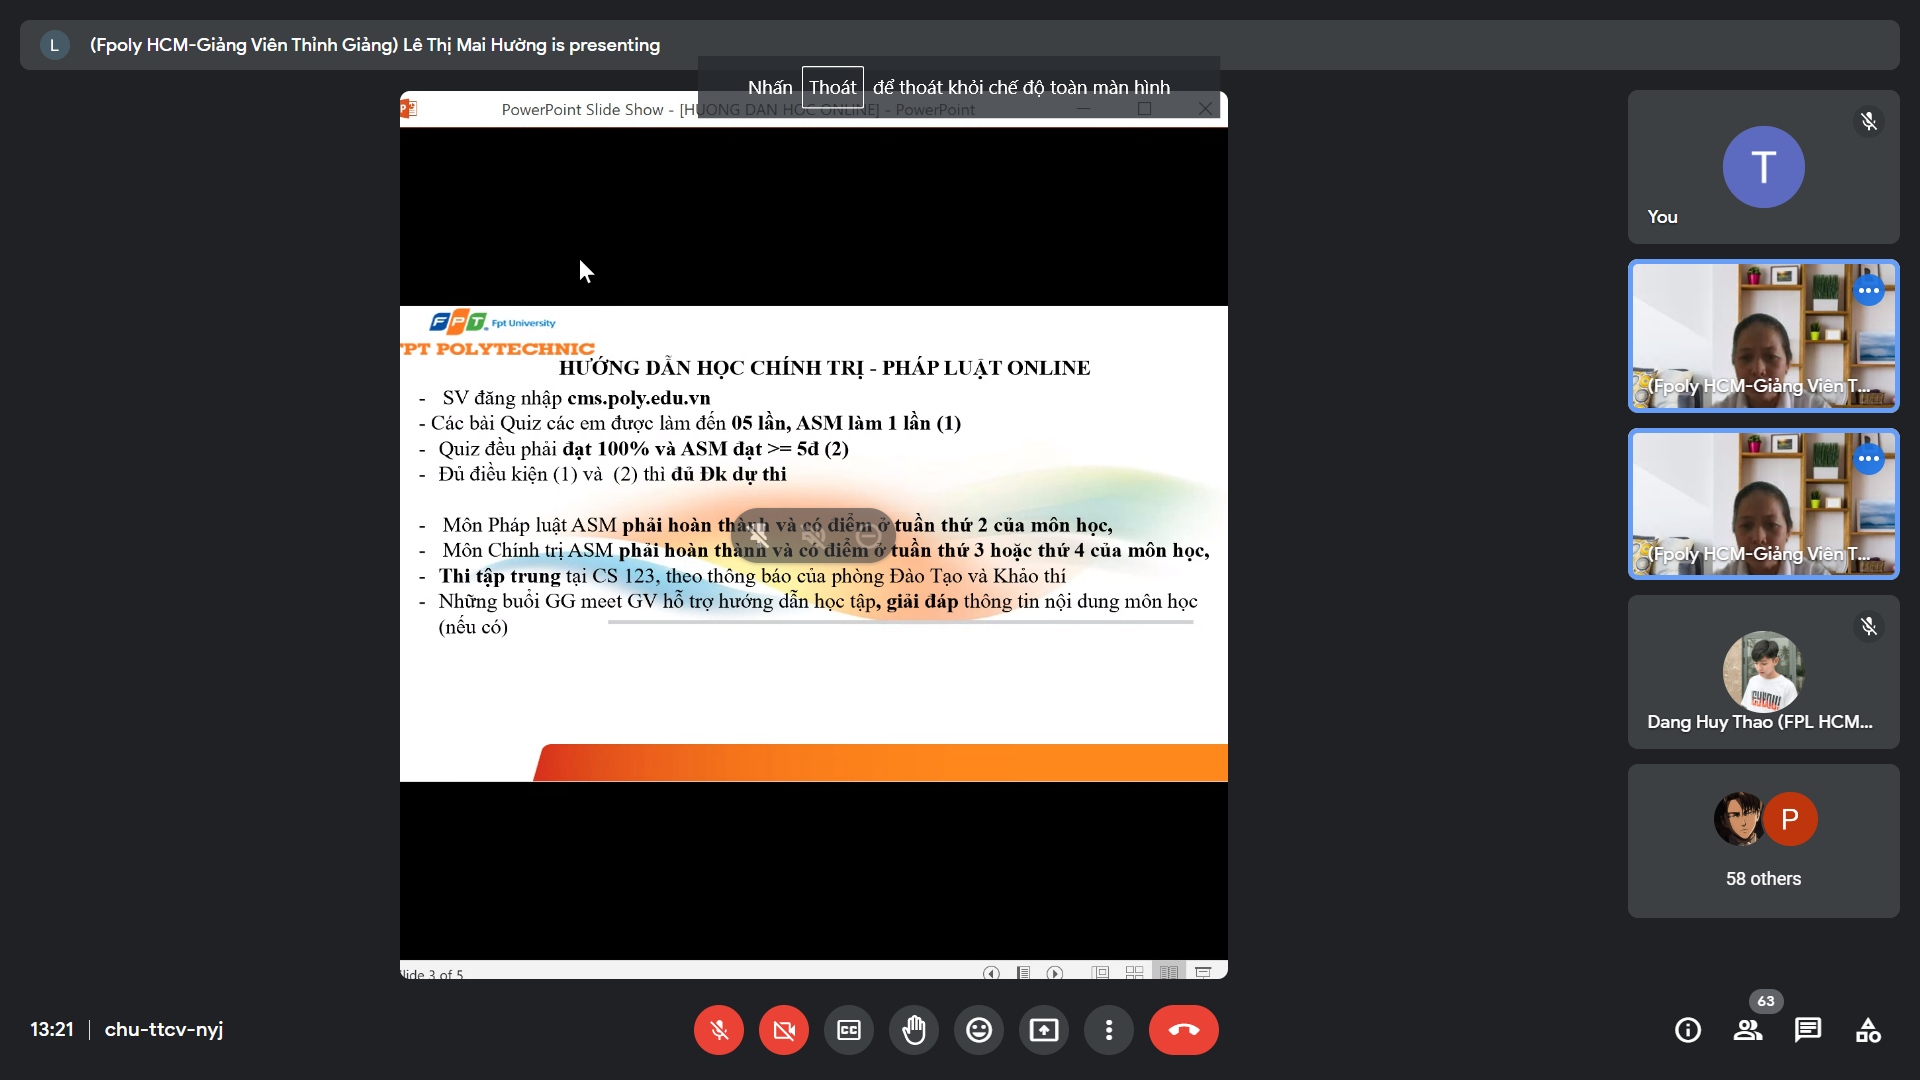 L
(Fpoly HCM-Giảng Viên Thỉnh Giảng) Lê Thị Mai Hường is presenting
Nhấn Thoát để thoát khỏi chế độ toàn màn hình
PowerPoint Slide Show - [HUONG DAN HOC ONLINE] - PowerPoint
FPT. Fpt University
FPT POLYTECHNIC
HƯỚNG DẪN HỌC CHÍNH TRỊ - PHÁP LUẬT ONLINE
- SV đăng nhập cms.poly.edu.vn
- Các bài Quiz các em được làm đến 05 lần, ASM làm 1 lần (1)
- Quiz đều phải đạt 100% và ASM đạt >= 5đ (2)
- Đủ điều kiện (1) và (2) thì đủ Đk dự thi
- Môn Pháp luật ASM phải hoàn thành và có điểm ở tuần thứ 2 của môn học,
- Môn Chính trị ASM phải hoàn thành và có điểm ở tuần thứ 3 hoặc thứ 4 của môn học,
- Thi tập trung tại CS 123, theo thông báo của phòng Đào Tạo và Khảo thí
- Những buổi GG meet GV hỗ trợ hướng dẫn học tập, giải đáp thông tin nội dung môn học
(nếu có)
lide 3 of 5
T
You
(Fpoly HCM-Giảng Viên T...
(Fpoly HCM-Giảng Viên T...
Dang Huy Thao (FPL HCM...
P
58 others
13:21 | chu-ttcv-nyj
CC
63